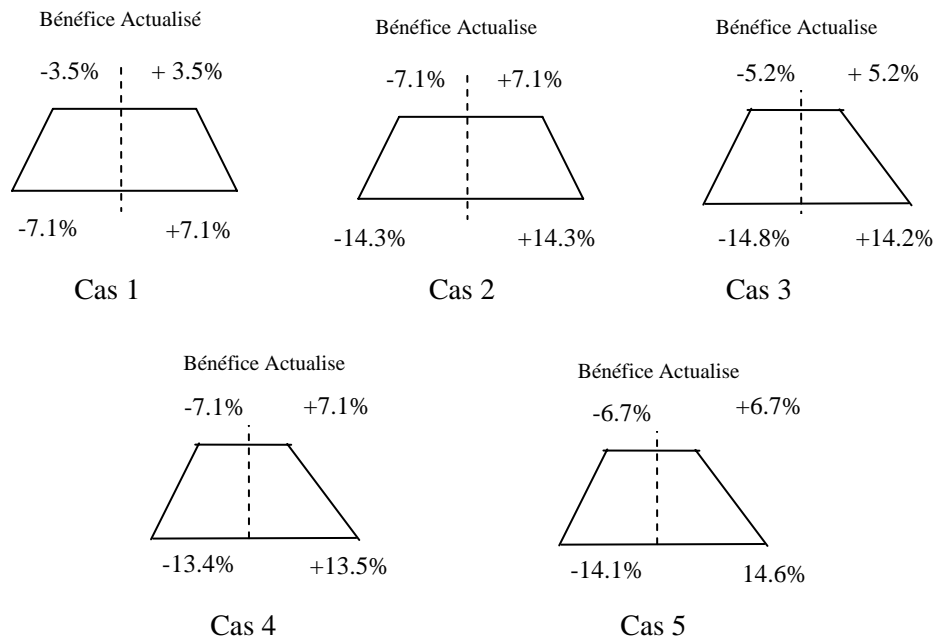 Bénéfice Actualisé
-3.5% + 3.5%
-7.1% +7.1%
Cas 1
Bénéfice Actualise
-7.1% +7.1%
-14.3% +14.3%
Cas 2
Bénéfice Actualise
-5.2% + 5.2%
-14.8% +14.2%
Cas 3
Bénéfice Actualise
-7.1% +7.1%
-13.4% +13.5%
Cas 4
Bénéfice Actualise
-6.7% +6.7%
-14.1% 14.6%
Cas 5